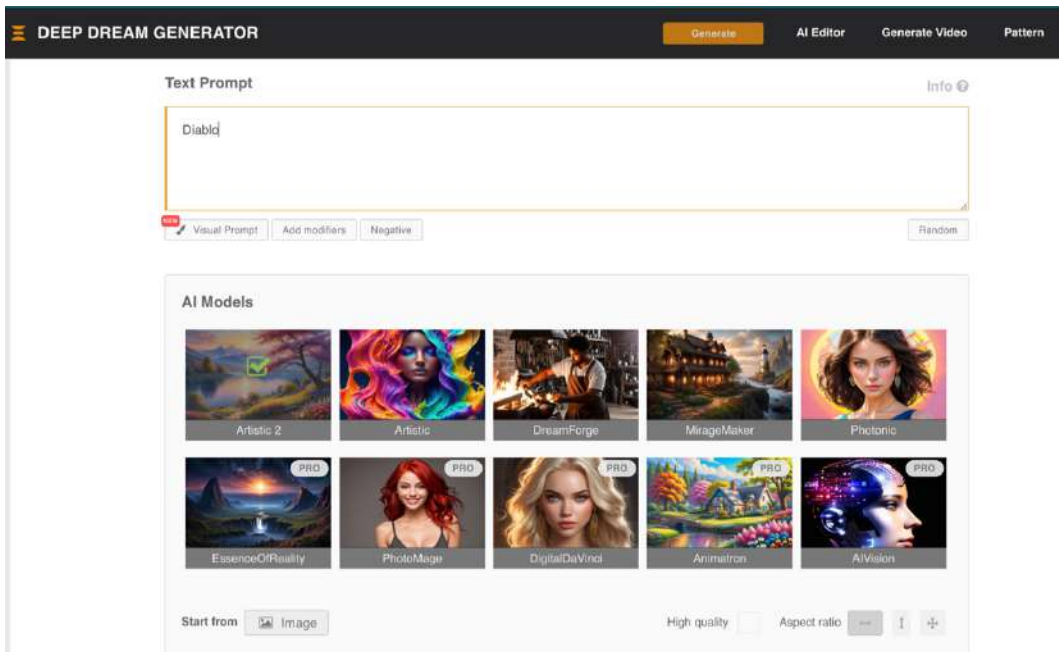 DEEP DREAM GENERATOR Generate AI Editor Generate Video Pattern
Text Prompt Info
Diablo
NEW
Visual Prompt Add modifiers Negative Random
AI Models
Artistic 2 Artistic DreamForge MirageMaker Photonic
PRO PRO PRO PRO PRO
EssenceOfReality PhotoMage DigitalDaVinci Animatron AIVision
Start from Image High quality Aspect ratio